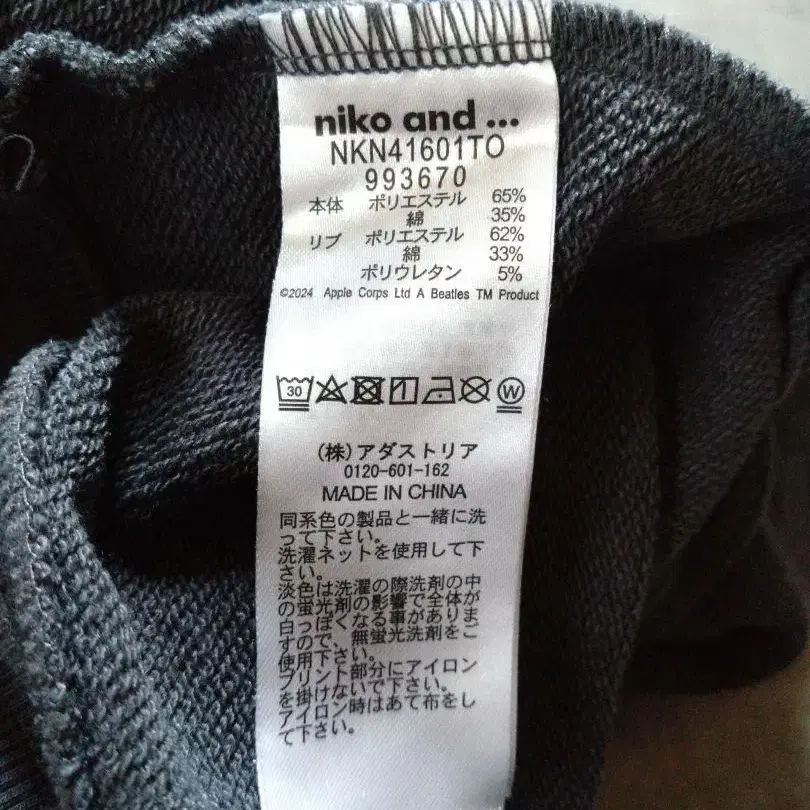 niko and ...
NKN41601TO
993670
本体 ポリエステル 65%
綿 35%
リブ ポリエステル 62%
綿 33%
ポリウレタン 5%
©2024 Apple Corps Ltd A Beatles TM Product
30 W
(株)アダストリア
0120-601-162
MADE IN CHINA
同系色の製品と一緒に洗
って下さい。
洗濯ネットを使用して下
さい。
淡色は洗濯の際洗剤の中
の蛍光剤の影響で全体が
白っぽくなる事がありま
すので、無蛍光洗剤をご
使用下さい。
プリント部分にアイロン
を掛けないで下さい。
アイロン時はあて布をし
て下さい。